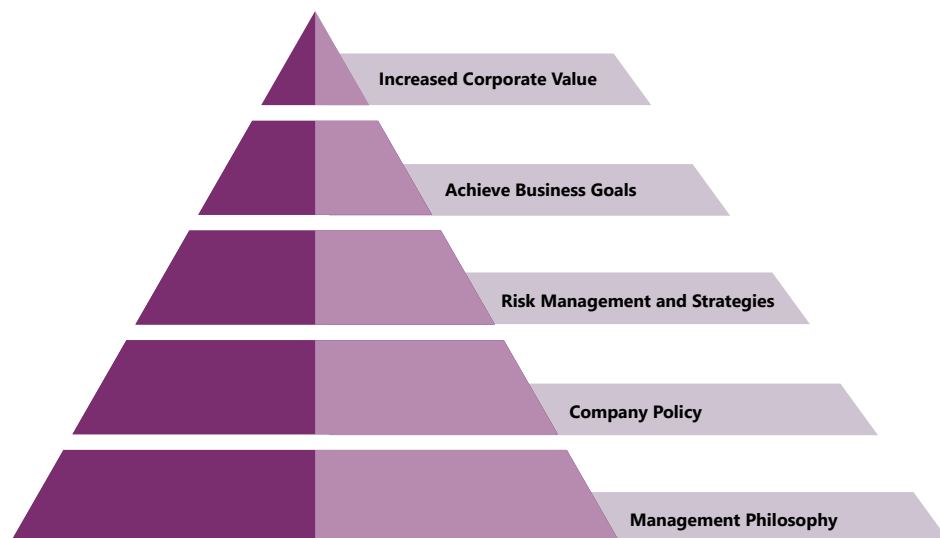 Increased Corporate Value
Achieve Business Goals
Risk Management and Strategies
Company Policy
Management Philosophy